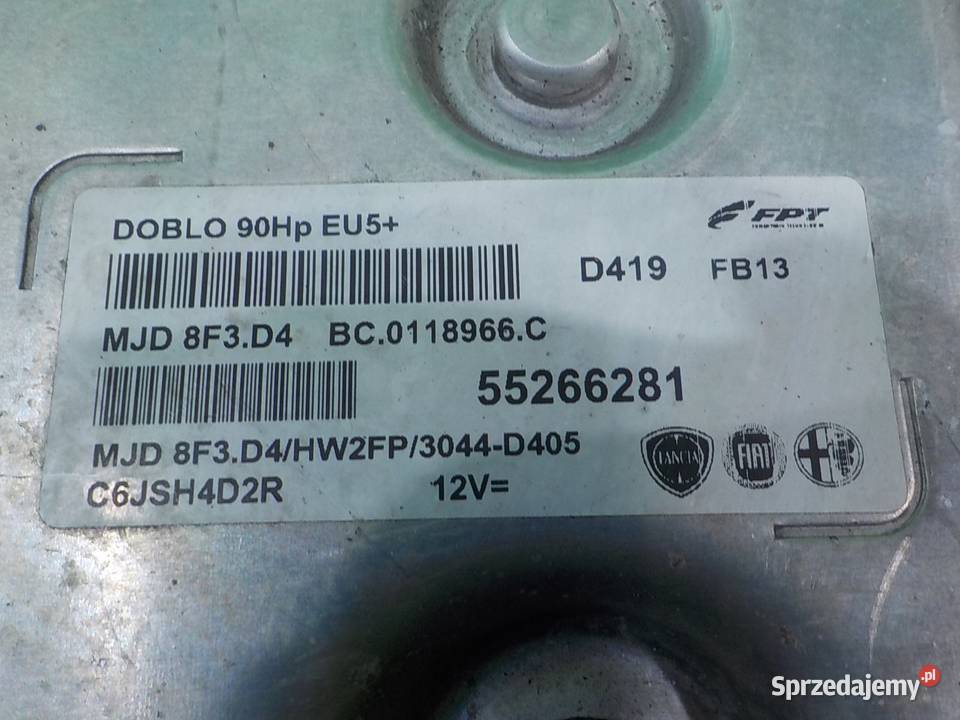 DOBLO 90Hp EU5+
FPT
D419 FB13
MJD 8F3.D4 BC.0118966.C
55266281
MJD 8F3.D4/HW2FP/3044-D405
LANCIA FIAT
C6JSH4D2R 12V=
Sprzedajemy.pl